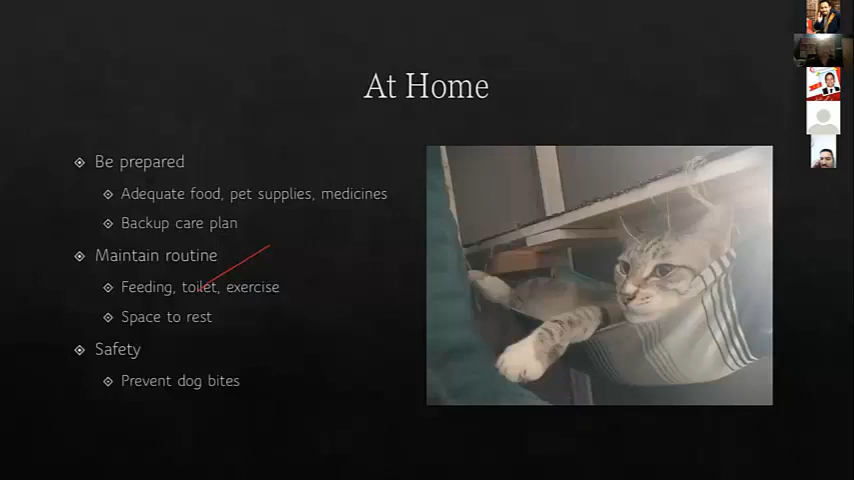 At Home
Be prepared
Adequate food, pet supplies, medicines
Backup care plan
Maintain routine
Feeding, toilet, exercise
Space to rest
Safety
Prevent dog bites